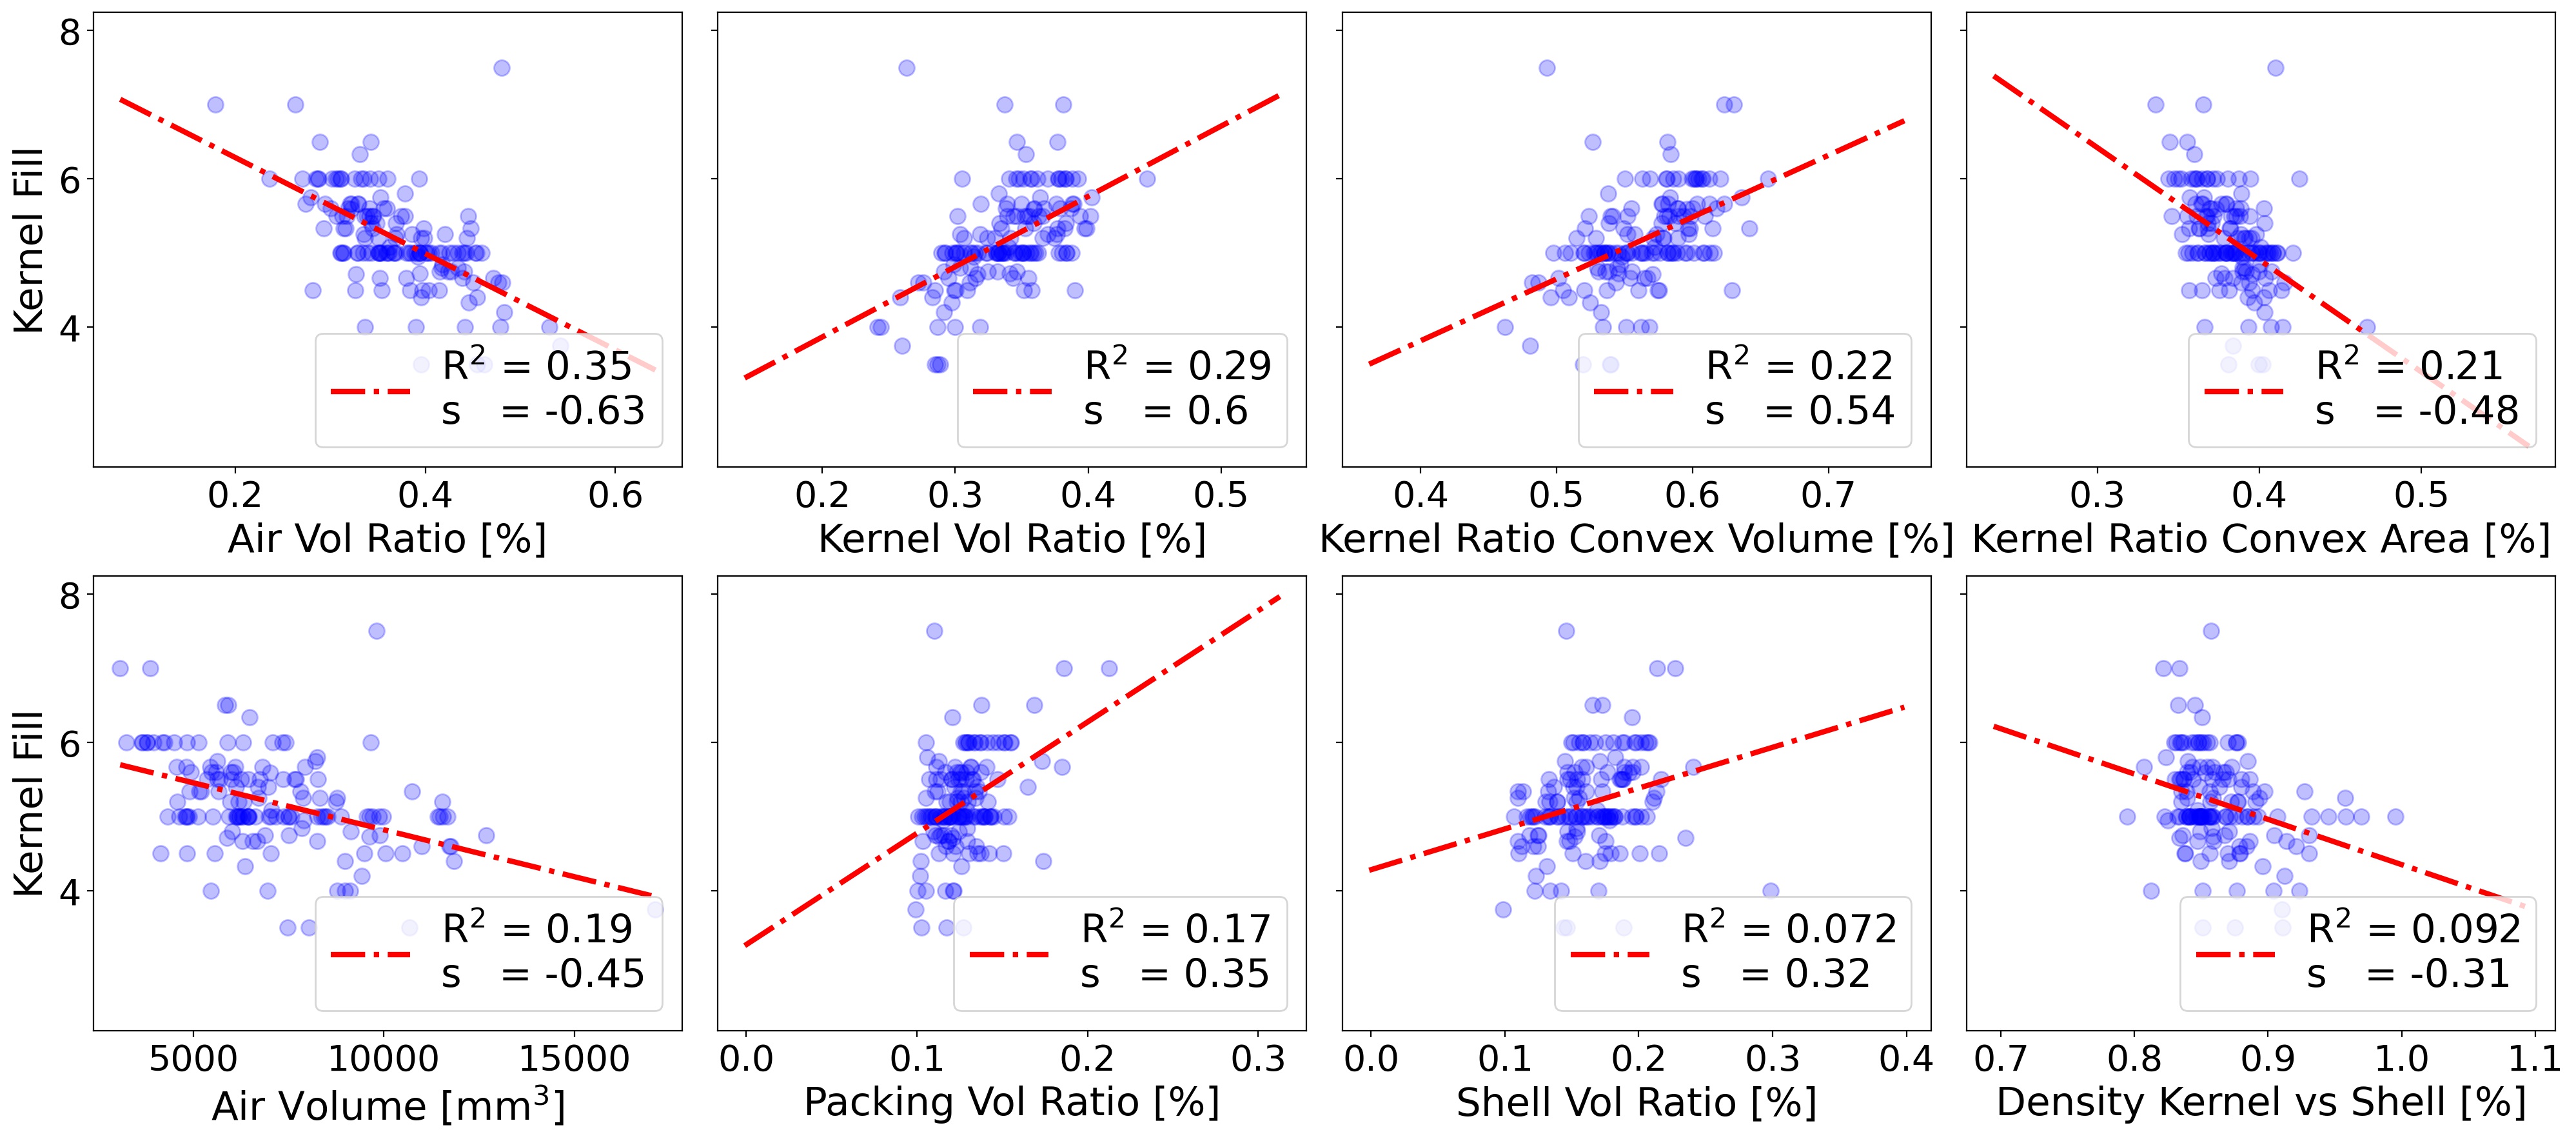 Kernel Fill
8
6
4
R² = 0.35
s = -0.63
0.2 0.4 0.6
Air Vol Ratio [%]
R² = 0.29
s = 0.6
0.2 0.3 0.4 0.5
Kernel Vol Ratio [%]
R² = 0.22
s = 0.54
0.4 0.5 0.6 0.7
Kernel Ratio Convex Volume [%]
R² = 0.21
s = -0.48
0.3 0.4 0.5
Kernel Ratio Convex Area [%]
Kernel Fill
8
6
4
R² = 0.19
s = -0.45
5000 10000 15000
Air Volume [mm³]
R² = 0.17
s = 0.35
0.0 0.1 0.2 0.3
Packing Vol Ratio [%]
R² = 0.072
s = 0.32
0.0 0.1 0.2 0.3 0.4
Shell Vol Ratio [%]
R² = 0.092
s = -0.31
0.7 0.8 0.9 1.0 1.1
Density Kernel vs Shell [%]